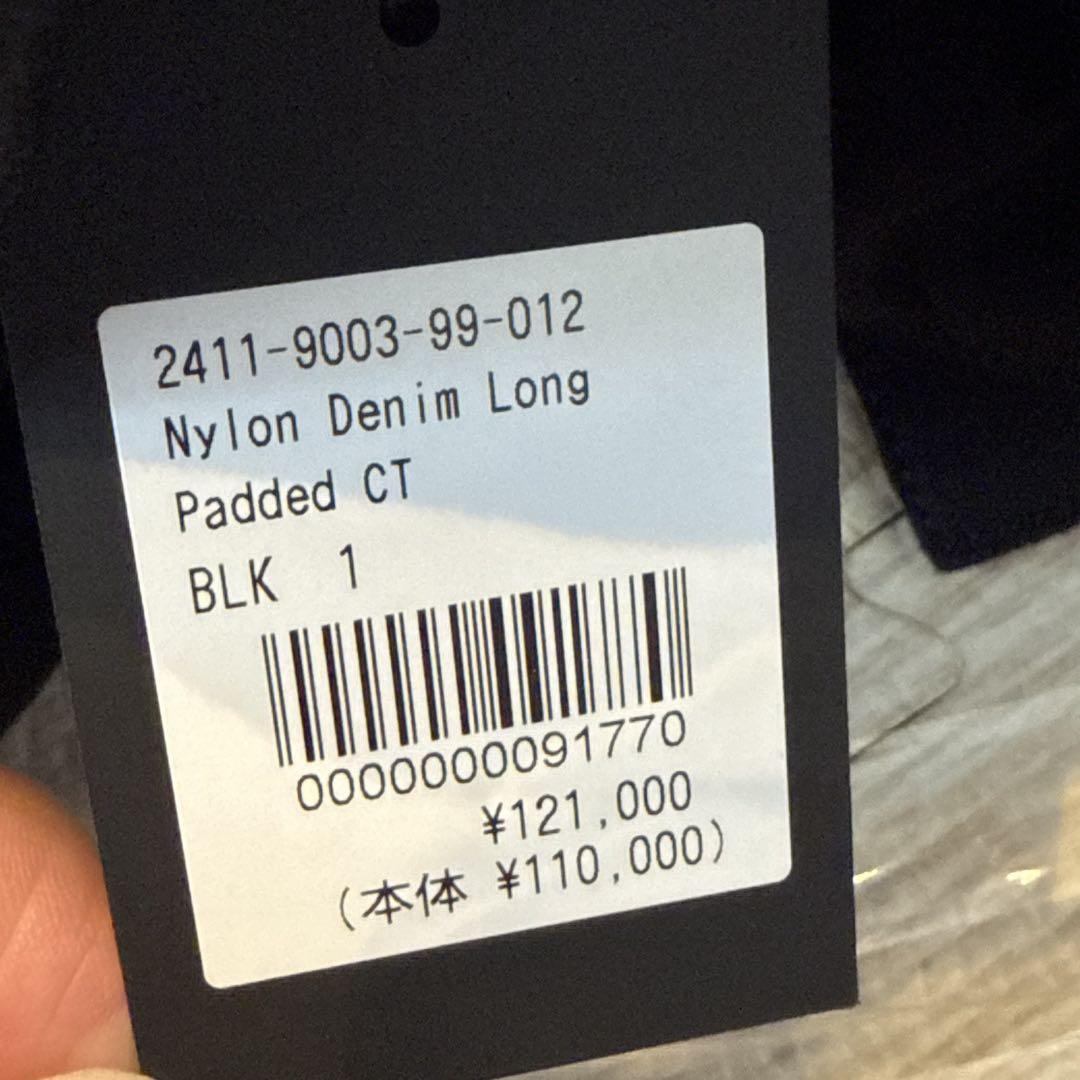 2411-9003-99-012
Nylon Denim Long
Padded CT
BLK 1
0000000091770
¥121,000
(本体 ¥110,000)